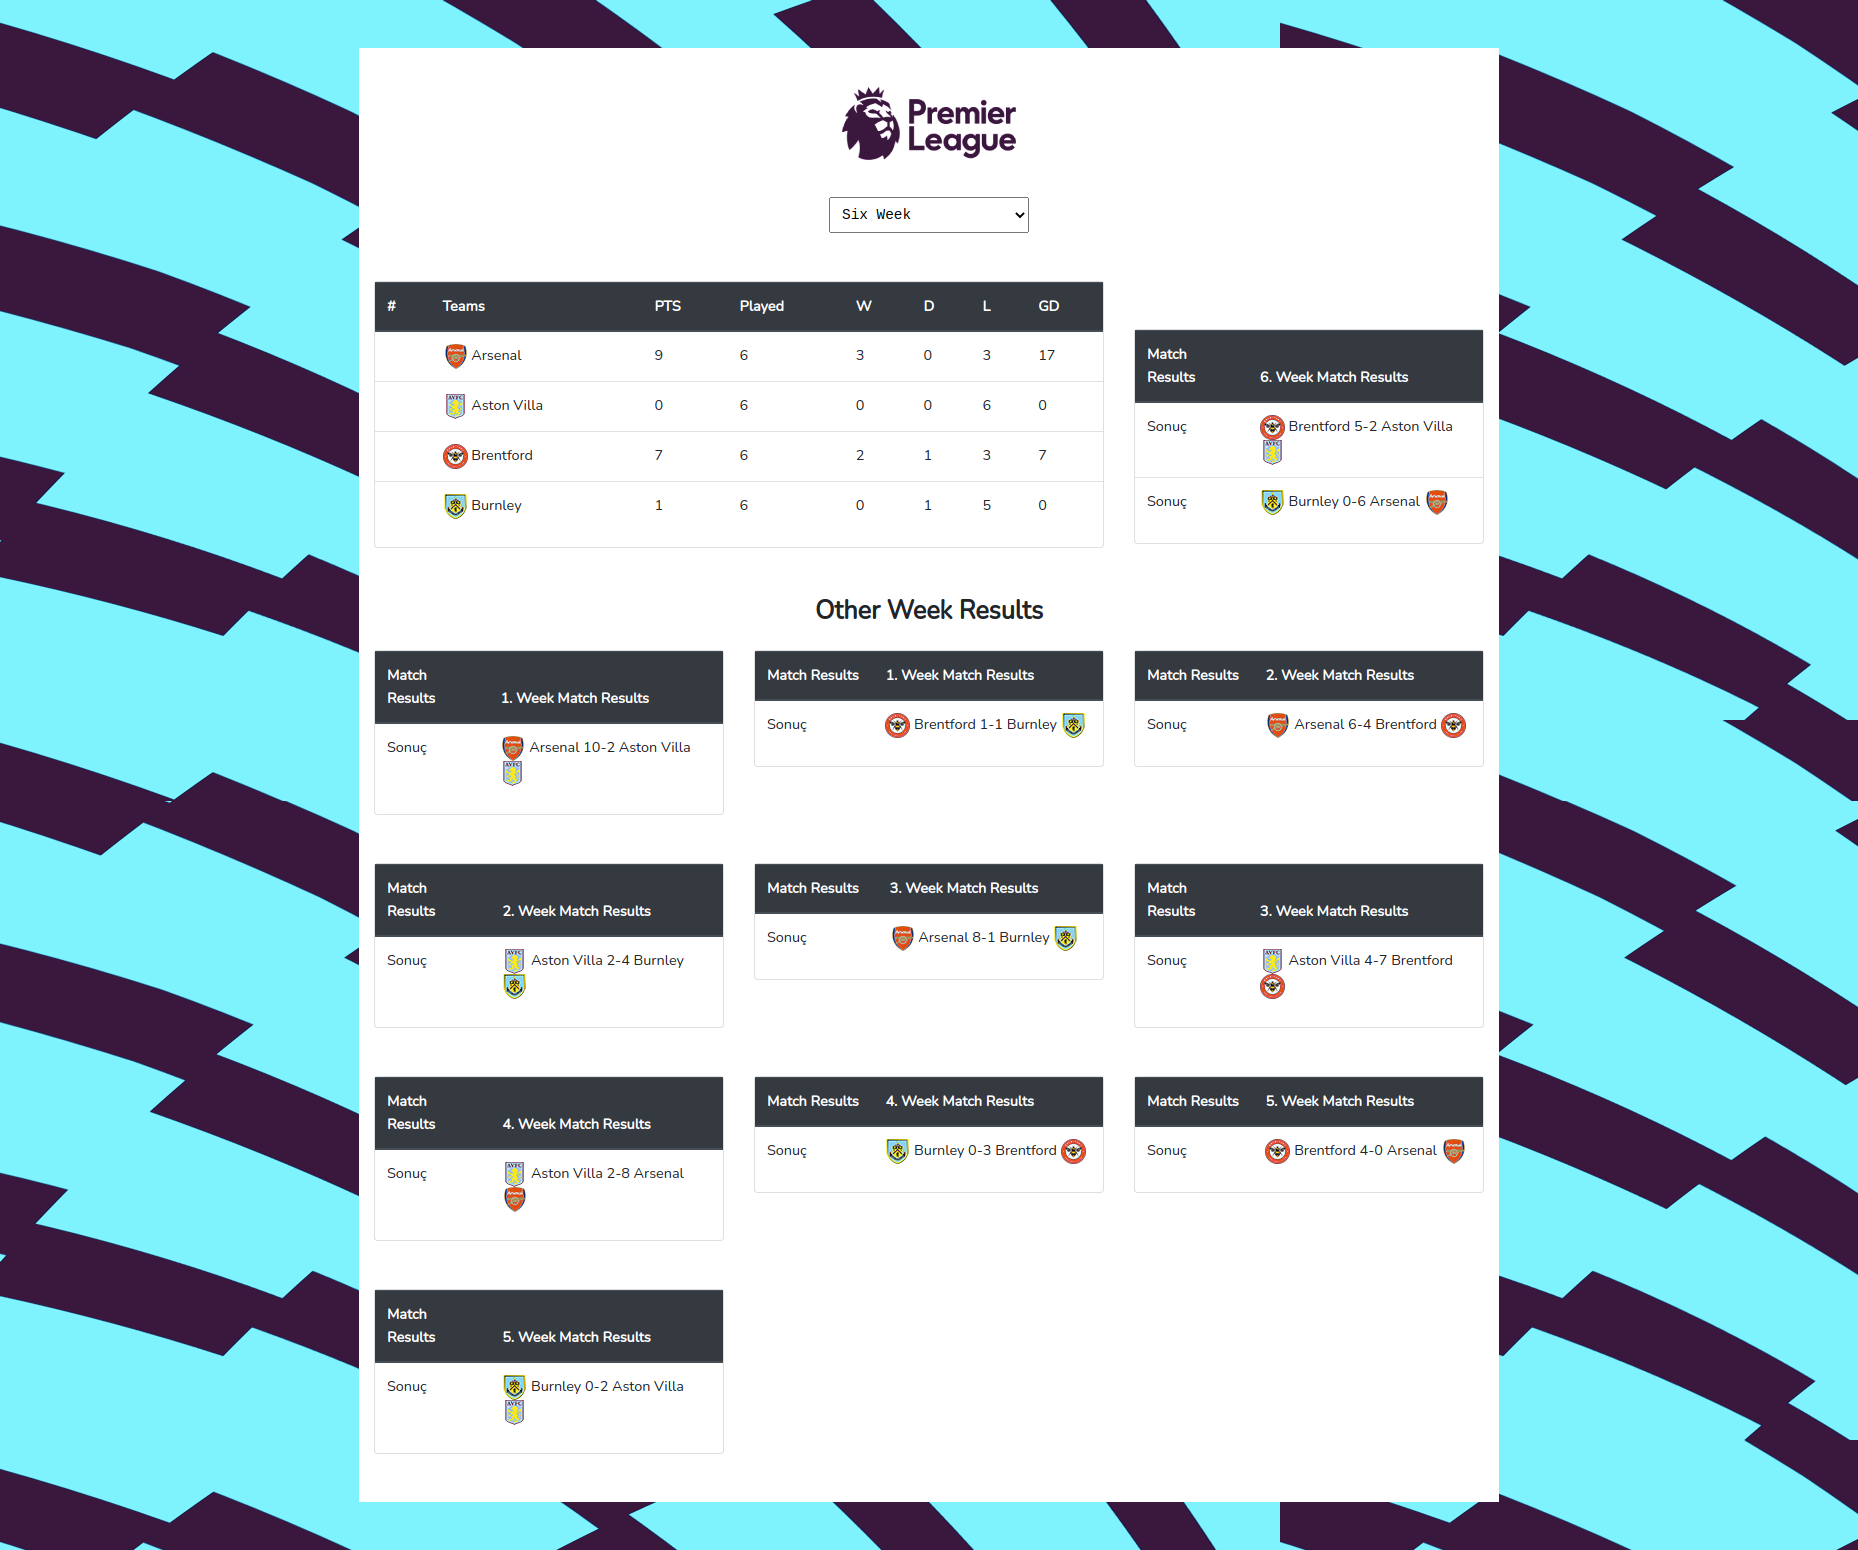 Premier
League
Six Week
# Teams PTS Played W D L GD
Arsenal 9 6 3 0 3 17
Aston Villa 0 6 0 0 6 0
Brentford 7 6 2 1 3 7
Burnley 1 6 0 1 5 0
Match
Results 6. Week Match Results
Sonuç Brentford 5-2 Aston Villa
Sonuç Burnley 0-6 Arsenal
Other Week Results
Match
Results 1. Week Match Results
Sonuç Arsenal 10-2 Aston Villa
Match Results 1. Week Match Results
Sonuç Brentford 1-1 Burnley
Match Results 2. Week Match Results
Sonuç Arsenal 6-4 Brentford
Match
Results 2. Week Match Results
Sonuç Aston Villa 2-4 Burnley
Match Results 3. Week Match Results
Sonuç Arsenal 8-1 Burnley
Match
Results 3. Week Match Results
Sonuç Aston Villa 4-7 Brentford
Match
Results 4. Week Match Results
Sonuç Aston Villa 2-8 Arsenal
Match Results 4. Week Match Results
Sonuç Burnley 0-3 Brentford
Match Results 5. Week Match Results
Sonuç Brentford 4-0 Arsenal
Match
Results 5. Week Match Results
Sonuç Burnley 0-2 Aston Villa